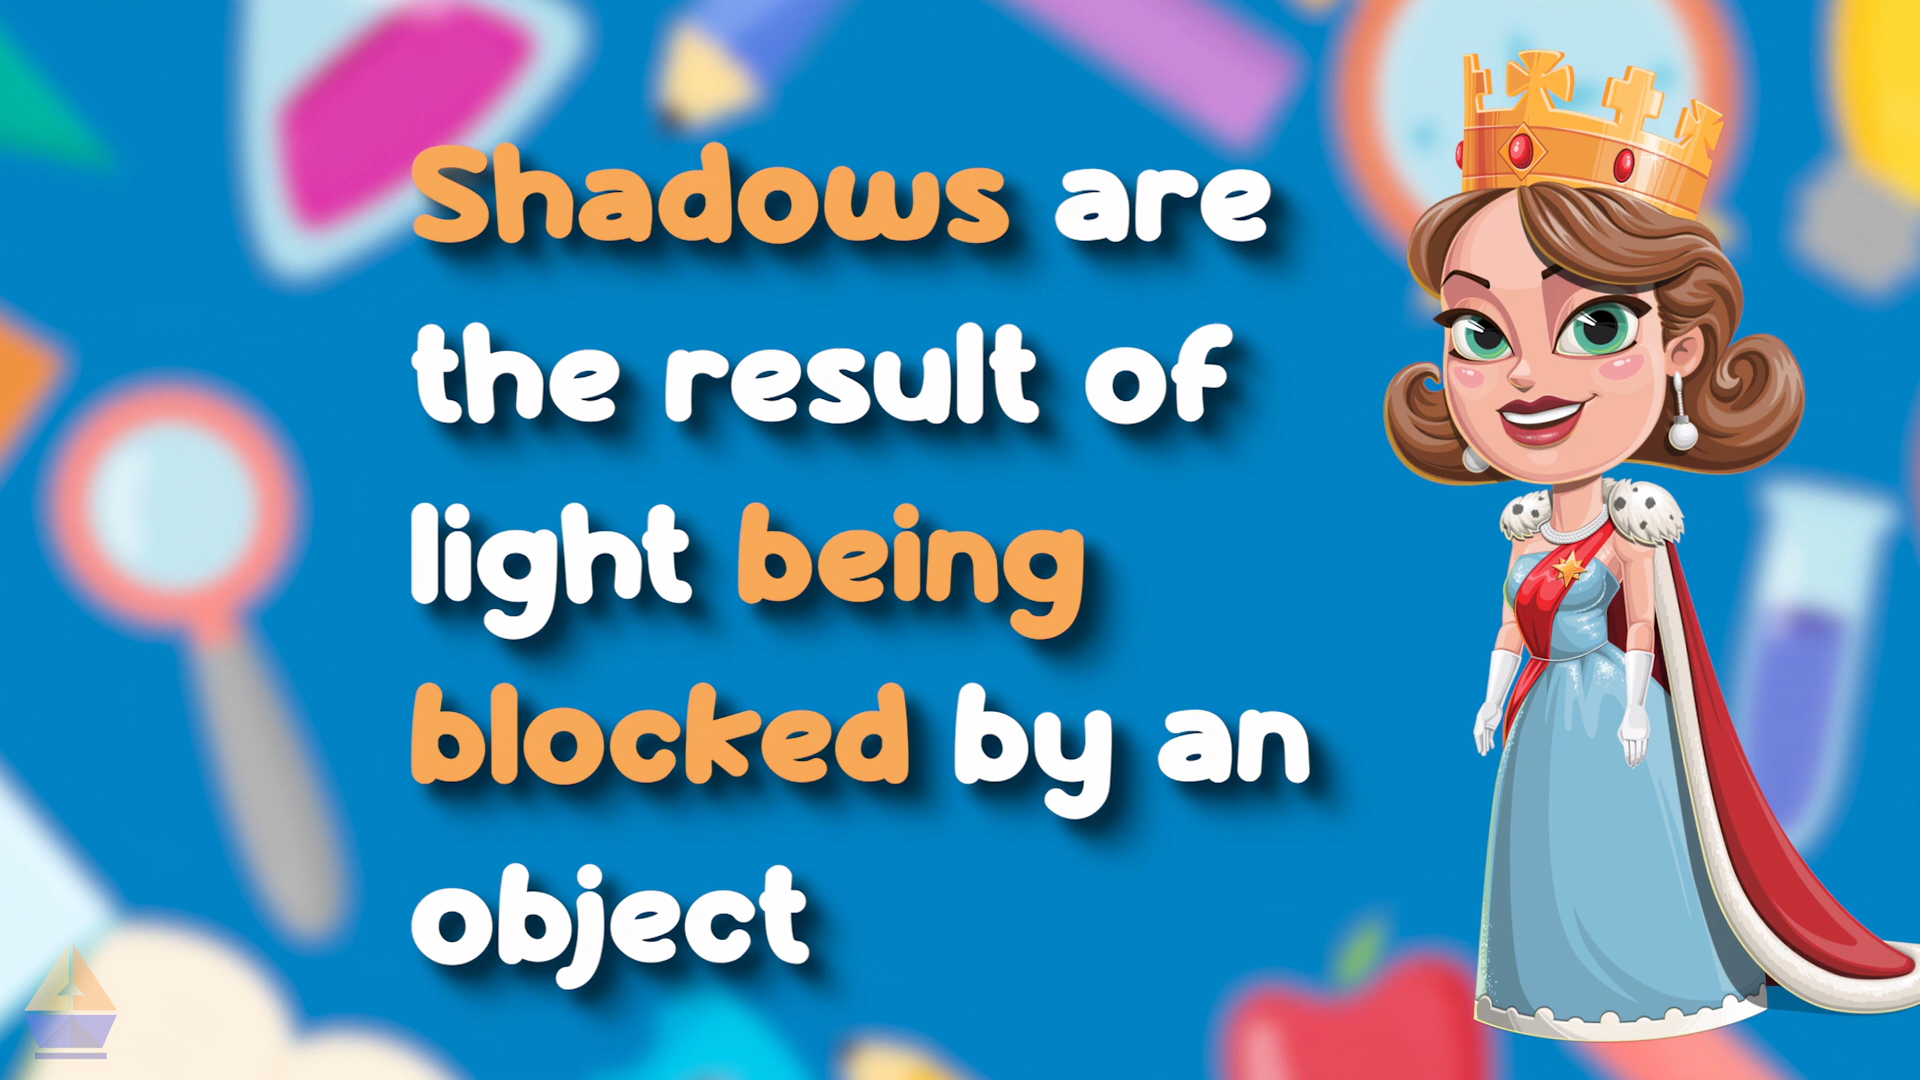 Shadows are
the result of
light being
blocked by an
object